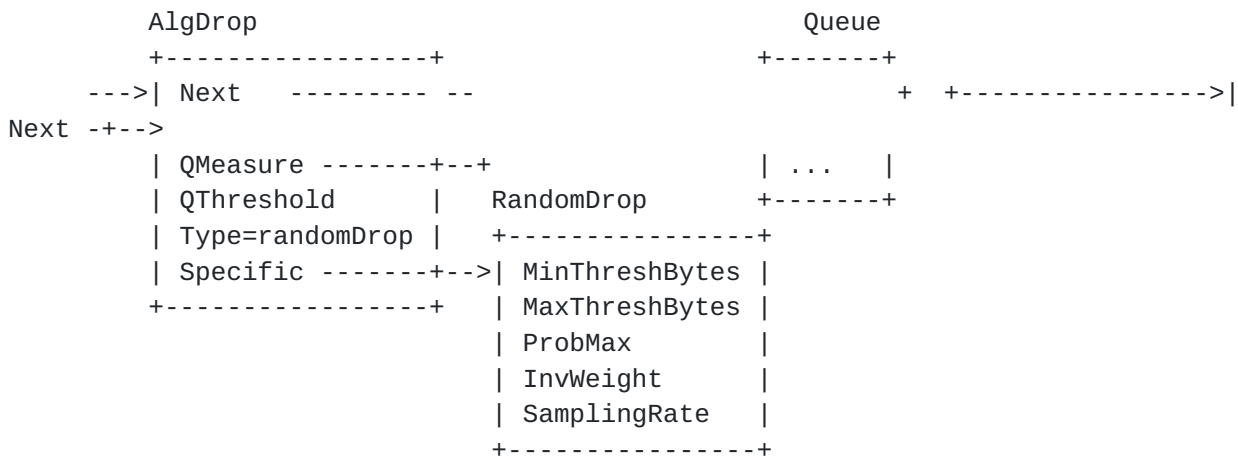 AlgDrop Queue
+-----------------+ +-------+
--->| Next --------- -- + +---------------->|
Next -+-->
| QMeasure -------+--+ | ... |
| QThreshold | RandomDrop +-------+
| Type=randomDrop | +----------------+
| Specific -------+-->| MinThreshBytes |
+-----------------+ | MaxThreshBytes |
| ProbMax |
| InvWeight |
| SamplingRate |
+----------------+